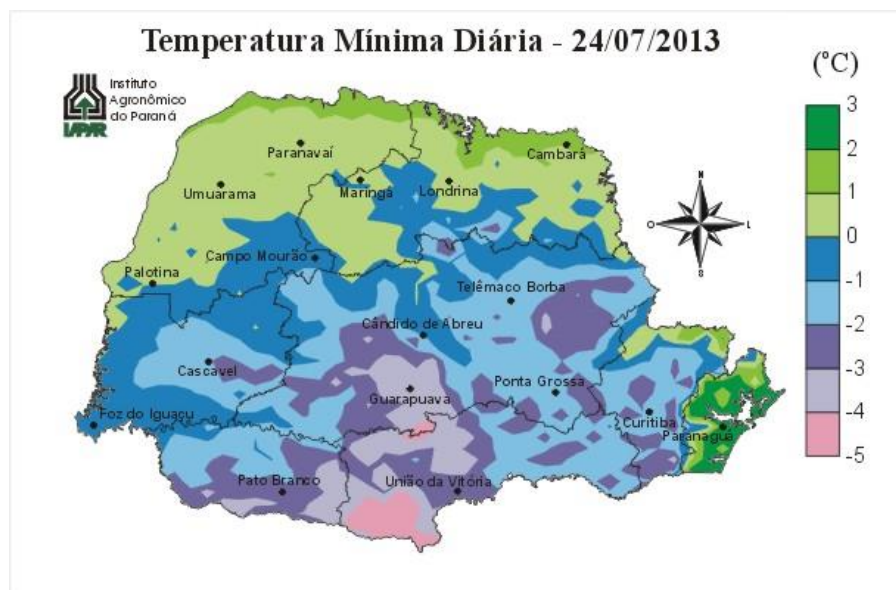 Temperatura Mínima Diária - 24/07/2013
(°C)
Instituto
Agronômico
do Paraná
IAPAR
3
2
1
0
-1
-2
-3
-4
-5
N
O
L
S
Paranavaí
Cambará
Umuarama
Maringá
Londrina
Campo Mourão
Palotina
Telêmaco Borba
Cândido de Abreu
Cascavel
Guarapuava
Ponta Grossa
Foz do Iguaçu
Curitiba
Paranaguá
Pato Branco
União da Vitória